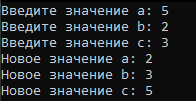 Введите значение a: 5
Введите значение b: 2
Введите значение c: 3
Новое значение a: 2
Новое значение b: 3
Новое значение c: 5